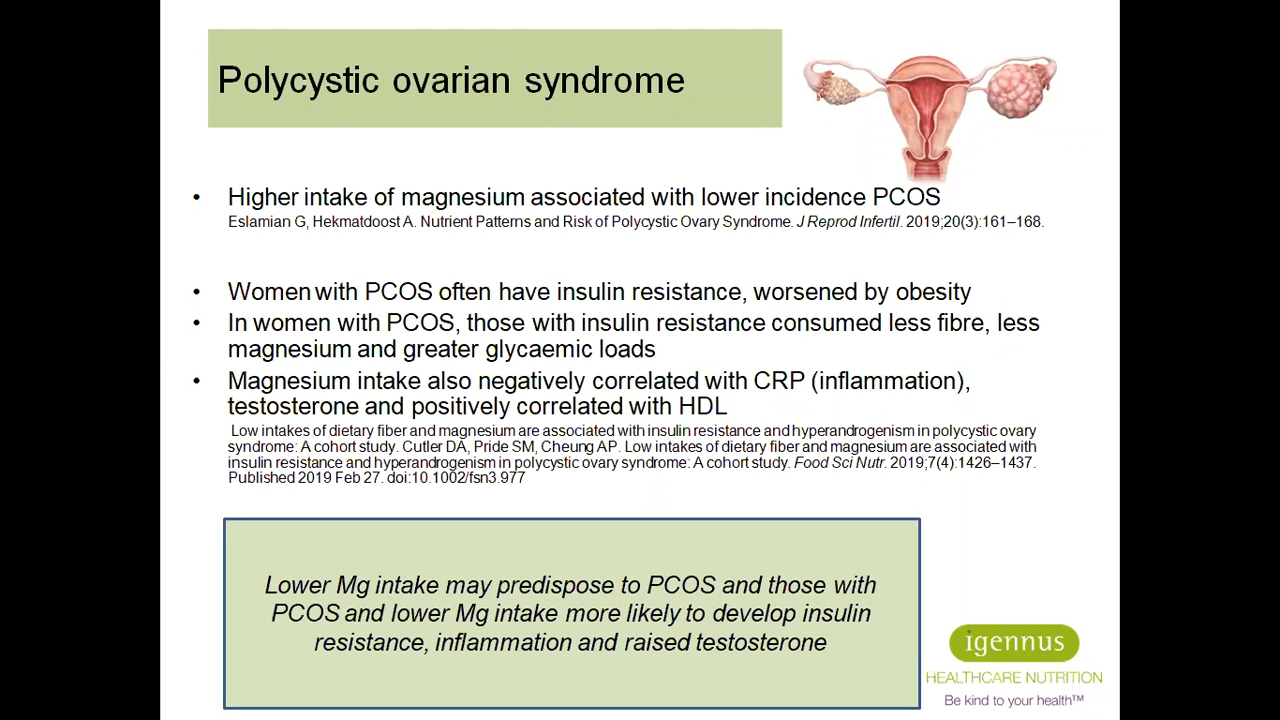 Polycystic ovarian syndrome
• Higher intake of magnesium associated with lower incidence PCOS
Eslamian G, Hekmatdoost A. Nutrient Patterns and Risk of Polycystic Ovary Syndrome. J Reprod Infertil. 2019;20(3):161–168.
• Women with PCOS often have insulin resistance, worsened by obesity
• In women with PCOS, those with insulin resistance consumed less fibre, less
magnesium and greater glycaemic loads
• Magnesium intake also negatively correlated with CRP (inflammation),
testosterone and positively correlated with HDL
Low intakes of dietary fiber and magnesium are associated with insulin resistance and hyperandrogenism in polycystic ovary
syndrome: A cohort study. Cutler DA, Pride SM, Cheung AP. Low intakes of dietary fiber and magnesium are associated with
insulin resistance and hyperandrogenism in polycystic ovary syndrome: A cohort study. Food Sci Nutr. 2019;7(4):1426–1437.
Published 2019 Feb 27. doi:10.1002/fsn3.977
Lower Mg intake may predispose to PCOS and those with
PCOS and lower Mg intake more likely to develop insulin
resistance, inflammation and raised testosterone
igennus
HEALTHCARE NUTRITION
Be kind to your health™